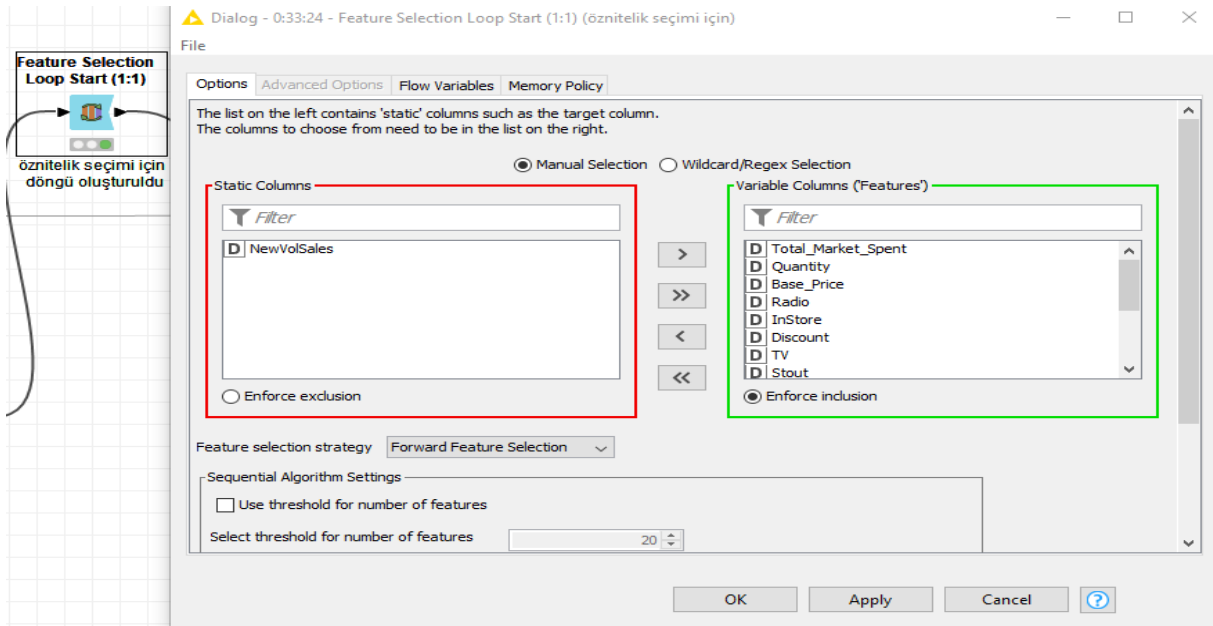 Dialog - 0:33:24 - Feature Selection Loop Start (1:1) (öznitelik seçimi için)
File
Feature Selection
Loop Start (1:1)
öznitelik seçimi için
döngü oluşturuldu
Options Advanced Options Flow Variables Memory Policy
The list on the left contains 'static' columns such as the target column.
The columns to choose from need to be in the list on the right.
Manual Selection Wildcard/Regex Selection
Static Columns
Filter
D NewVolSales
Enforce exclusion
>
>>
<
<<
Variable Columns ('Features')
Filter
D Total_Market_Spent
D Quantity
D Base_Price
D Radio
D InStore
D Discount
D TV
D Stout
Enforce inclusion
Feature selection strategy Forward Feature Selection
Sequential Algorithm Settings
Use threshold for number of features
Select threshold for number of features 20
OK Apply Cancel ?